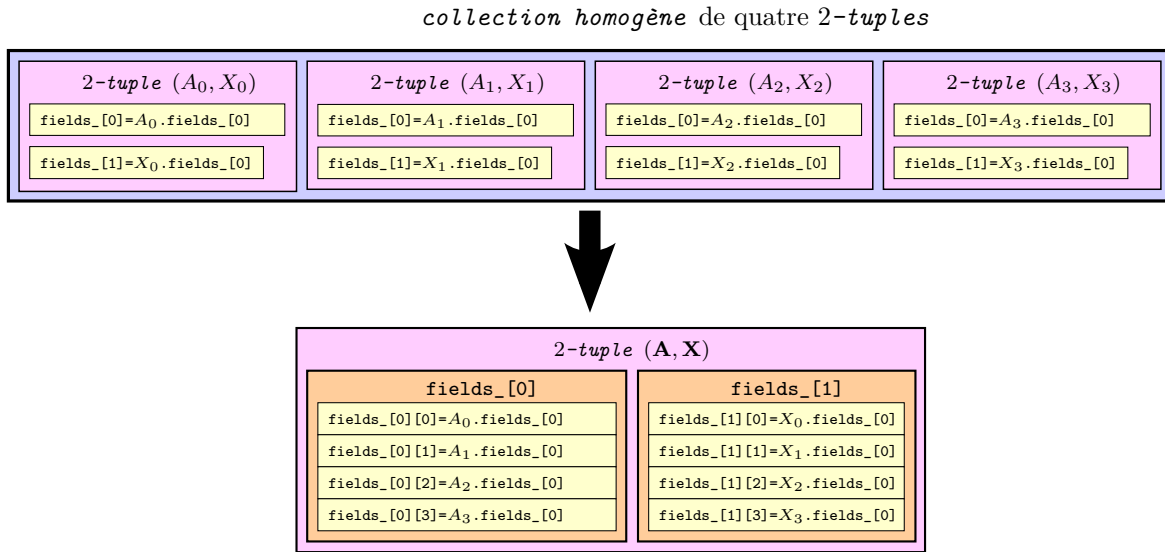 collection homogène de quatre 2-tuples
2-tuple (A₀, X₀)
fields_[0]=A₀.fields_[0]
fields_[1]=X₀.fields_[0]
2-tuple (A₁, X₁)
fields_[0]=A₁.fields_[0]
fields_[1]=X₁.fields_[0]
2-tuple (A₂, X₂)
fields_[0]=A₂.fields_[0]
fields_[1]=X₂.fields_[0]
2-tuple (A₃, X₃)
fields_[0]=A₃.fields_[0]
fields_[1]=X₃.fields_[0]
2-tuple (A, X)
fields_[0]
fields_[0][0]=A₀.fields_[0]
fields_[0][1]=A₁.fields_[0]
fields_[0][2]=A₂.fields_[0]
fields_[0][3]=A₃.fields_[0]
fields_[1]
fields_[1][0]=X₀.fields_[0]
fields_[1][1]=X₁.fields_[0]
fields_[1][2]=X₂.fields_[0]
fields_[1][3]=X₃.fields_[0]